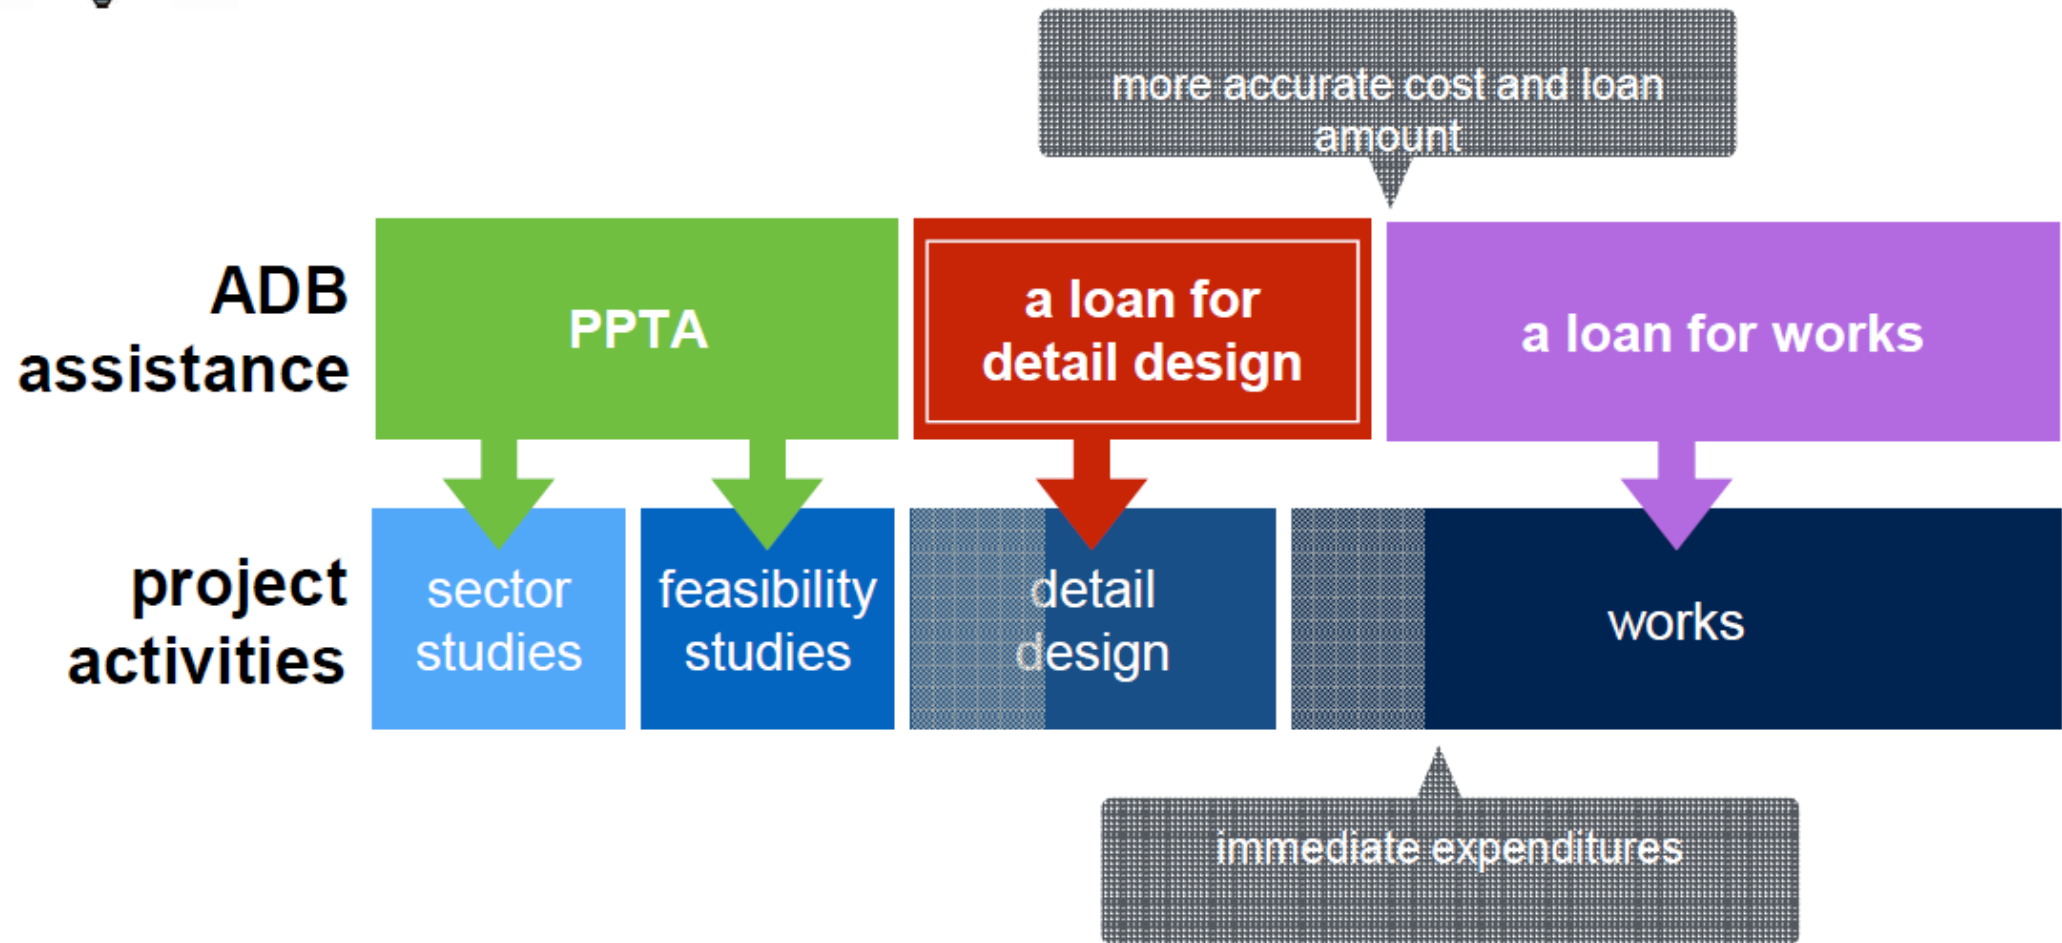 more accurate cost and loan
amount
ADB
assistance
PPTA
a loan for
detail design
a loan for works
project
activities
sector
studies
feasibility
studies
detail
design
works
immediate expenditures